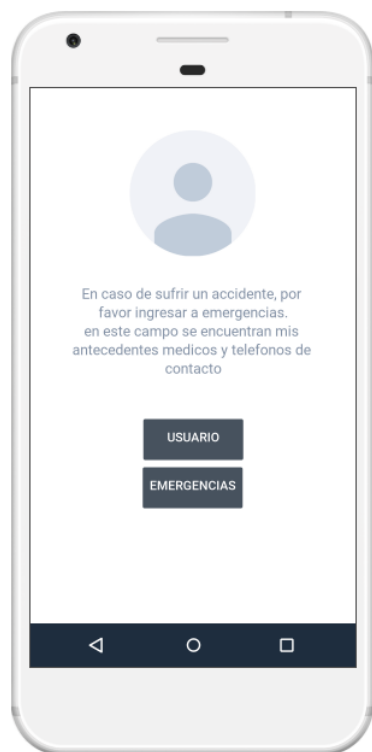 En caso de sufrir un accidente, por
favor ingresar a emergencias.
en este campo se encuentran mis
antecedentes medicos y telefonos de
contacto
USUARIO
EMERGENCIAS